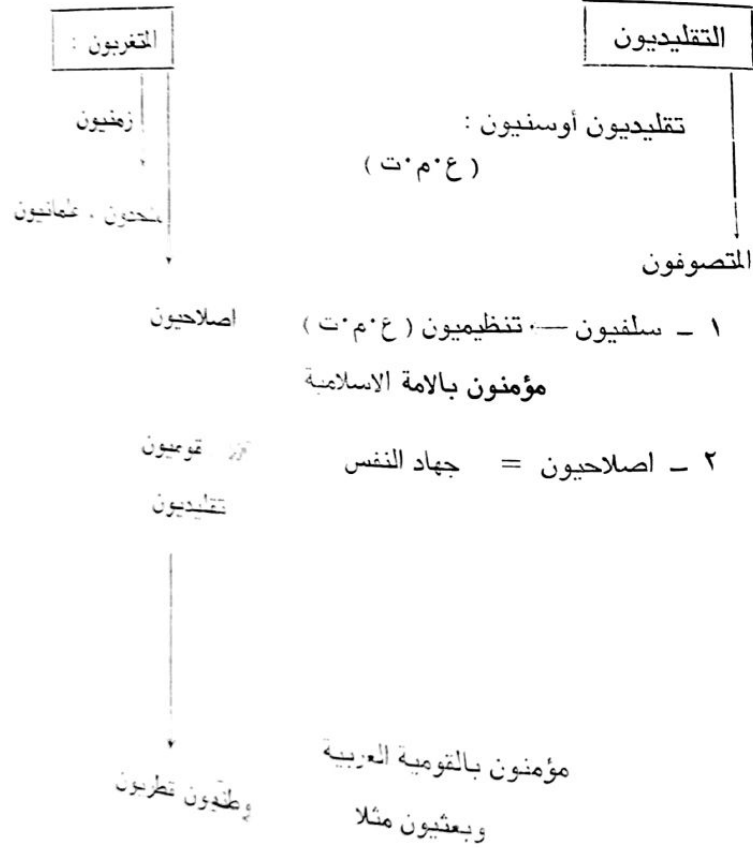 التقليديون
المتغربون :
تقليديون أوسنيون :
زمنيون
( ع.م.ت )
علمانيون
المتصوفون
١ ـ سلفيون — تنظيميون ( ع.م.ت )
اصلاحيون
مؤمنون بالامة الاسلامية
٢ ـ اصلاحيون = جهاد النفس
قوميون
تقليديون
مؤمنون بالقومية العربية
وطنيون قطريون
وبعثيون مثلا